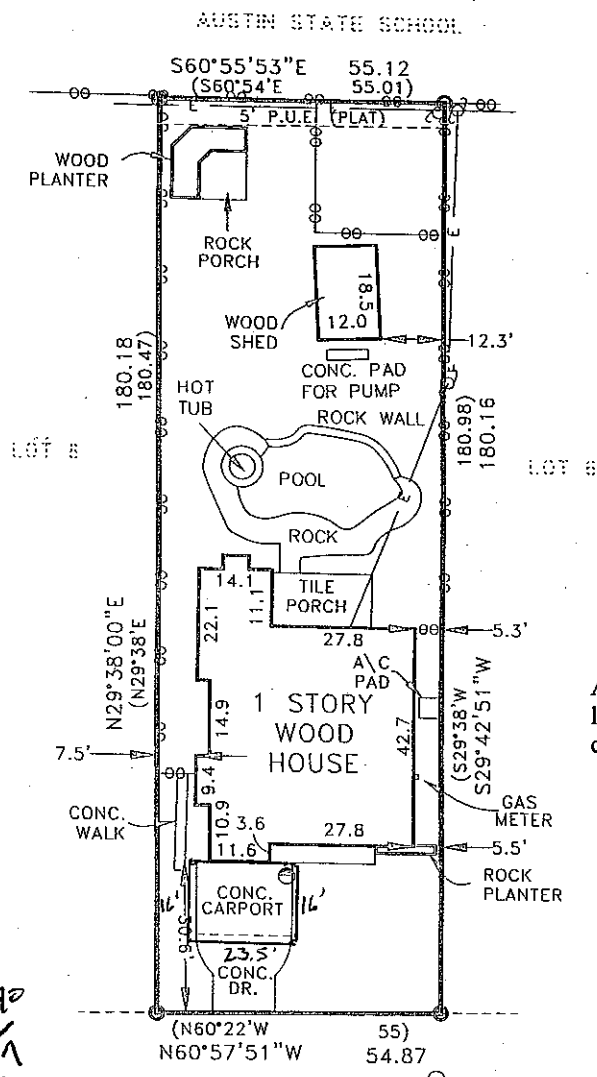 AUSTIN STATE SCHOOL
S60°55'53"E 55.12
(S60°54'E 55.01)
E
5' P.U.E. (PLAT)
WOOD
PLANTER
ROCK
PORCH
E
18.5
12.0
WOOD
SHED
12.3'
CONC. PAD
FOR PUMP
180.18
180.47)
HOT
TUB
ROCK WALL
180.98)
180.16
LOT 8
POOL
LOT 6
E
ROCK
14.1
11.1
TILE
PORCH
22.1
27.8
5.3'
N29°38'00"E
(N29°38'E
A\C
PAD
14.9
1 STORY
WOOD
HOUSE
42.7
(S29°38'W
S29°42'51"W
7.5'
9.4
CONC.
WALK
GAS
METER
10.9
3.6
27.8
11.6
5.5'
ROCK
PLANTER
CONC.
CARPORT
16'
16'
30.6'
23.5'
CONC.
DR.
(N60°22'W 55)
N60°57'51"W 54.87